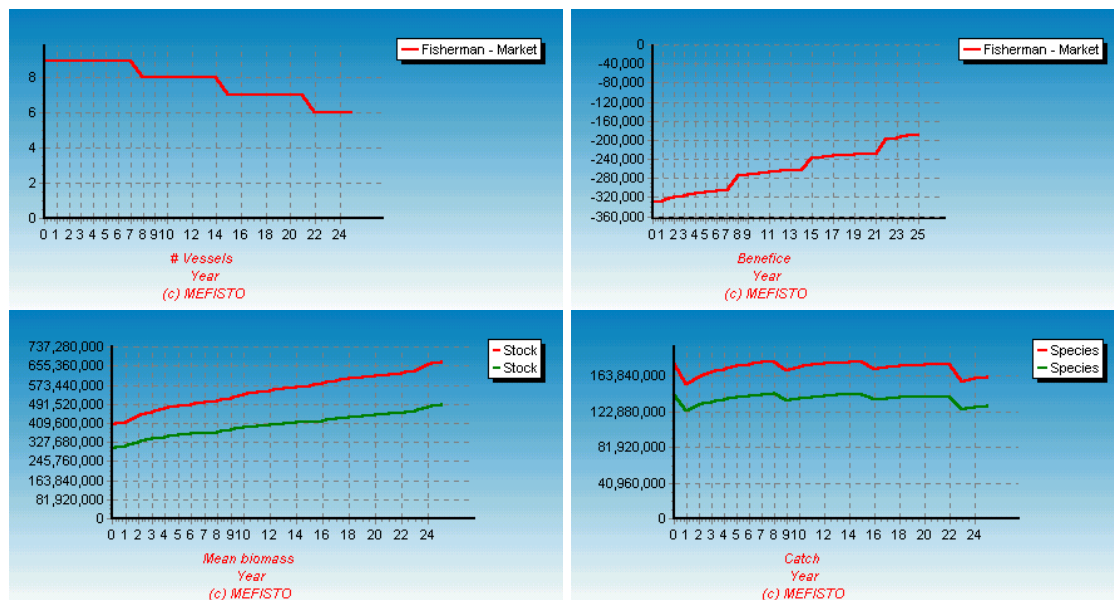 Fisherman - Market
8
6
4
2
0
0 1 2 3 4 5 6 7 8 9 10 12 14 16 18 20 22 24
# Vessels
Year
(c) MEFISTO
Fisherman - Market
0
-40,000
-80,000
-120,000
-160,000
-200,000
-240,000
-280,000
-320,000
-360,000
0 1 2 3 4 5 6 7 8 9 11 13 15 17 19 21 23 25
Benefice
Year
(c) MEFISTO
Stock
Stock
737,280,000
655,360,000
573,440,000
491,520,000
409,600,000
327,680,000
245,760,000
163,840,000
81,920,000
0
0 1 2 3 4 5 6 7 8 9 10 12 14 16 18 20 22 24
Mean biomass
Year
(c) MEFISTO
Species
Species
163,840,000
122,880,000
81,920,000
40,960,000
0
0 1 2 3 4 5 6 7 8 9 10 12 14 16 18 20 22 24
Catch
Year
(c) MEFISTO